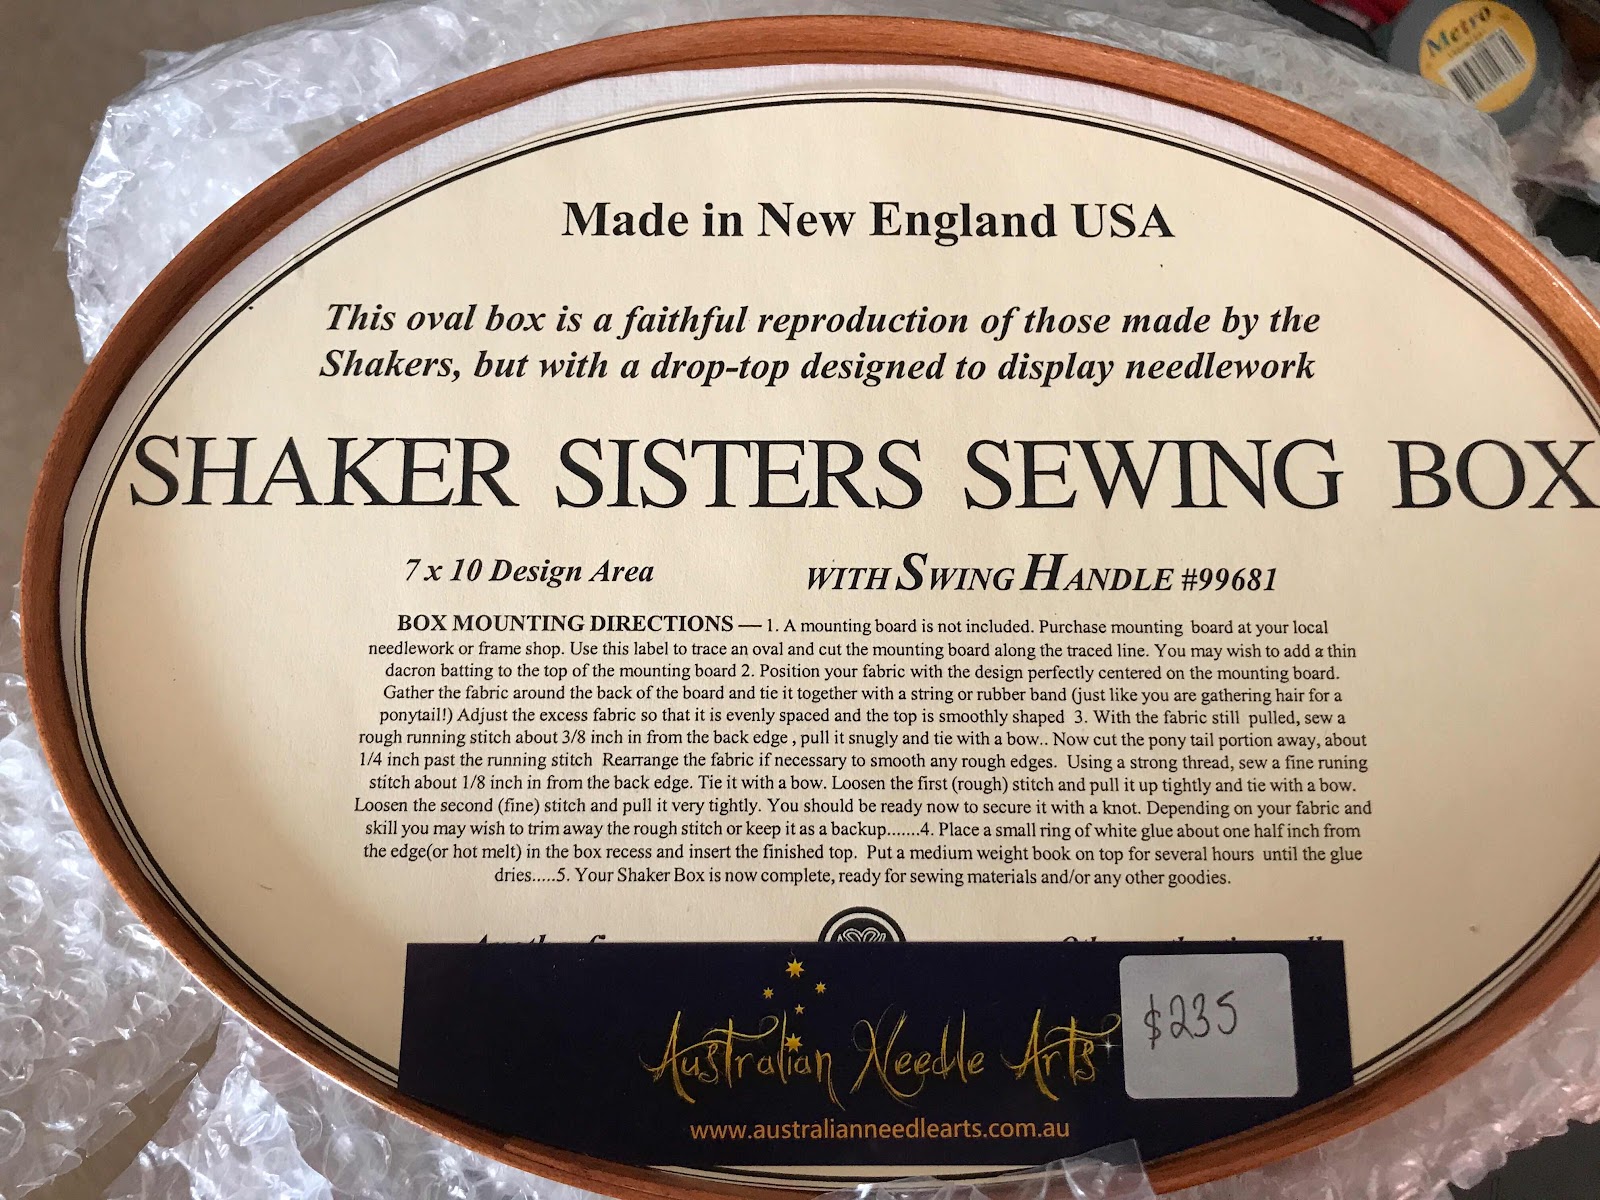 Metro
Made in New England USA
This oval box is a faithful reproduction of those made by the
Shakers, but with a drop-top designed to display needlework
SHAKER SISTERS SEWING BOX
7 x 10 Design Area
WITH SWING HANDLE #99681
BOX MOUNTING DIRECTIONS — 1. A mounting board is not included. Purchase mounting board at your local
needlework or frame shop. Use this label to trace an oval and cut the mounting board along the traced line. You may wish to add a thin
dacron batting to the top of the mounting board 2. Position your fabric with the design perfectly centered on the mounting board.
Gather the fabric around the back of the board and tie it together with a string or rubber band (just like you are gathering hair for a
ponytail!) Adjust the excess fabric so that it is evenly spaced and the top is smoothly shaped 3. With the fabric still pulled, sew a
rough running stitch about 3/8 inch in from the back edge , pull it snugly and tie with a bow.. Now cut the pony tail portion away, about
1/4 inch past the running stitch Rearrange the fabric if necessary to smooth any rough edges. Using a strong thread, sew a fine runing
stitch about 1/8 inch in from the back edge. Tie it with a bow. Loosen the first (rough) stitch and pull it up tightly and tie with a bow.
Loosen the second (fine) stitch and pull it very tightly. You should be ready now to secure it with a knot. Depending on your fabric and
skill you may wish to trim away the rough stitch or keep it as a backup.......4. Place a small ring of white glue about one half inch from
the edge(or hot melt) in the box recess and insert the finished top. Put a medium weight book on top for several hours until the glue
dries.....5. Your Shaker Box is now complete, ready for sewing materials and/or any other goodies.
Australian Needle Arts
$235
www.australianneedlearts.com.au